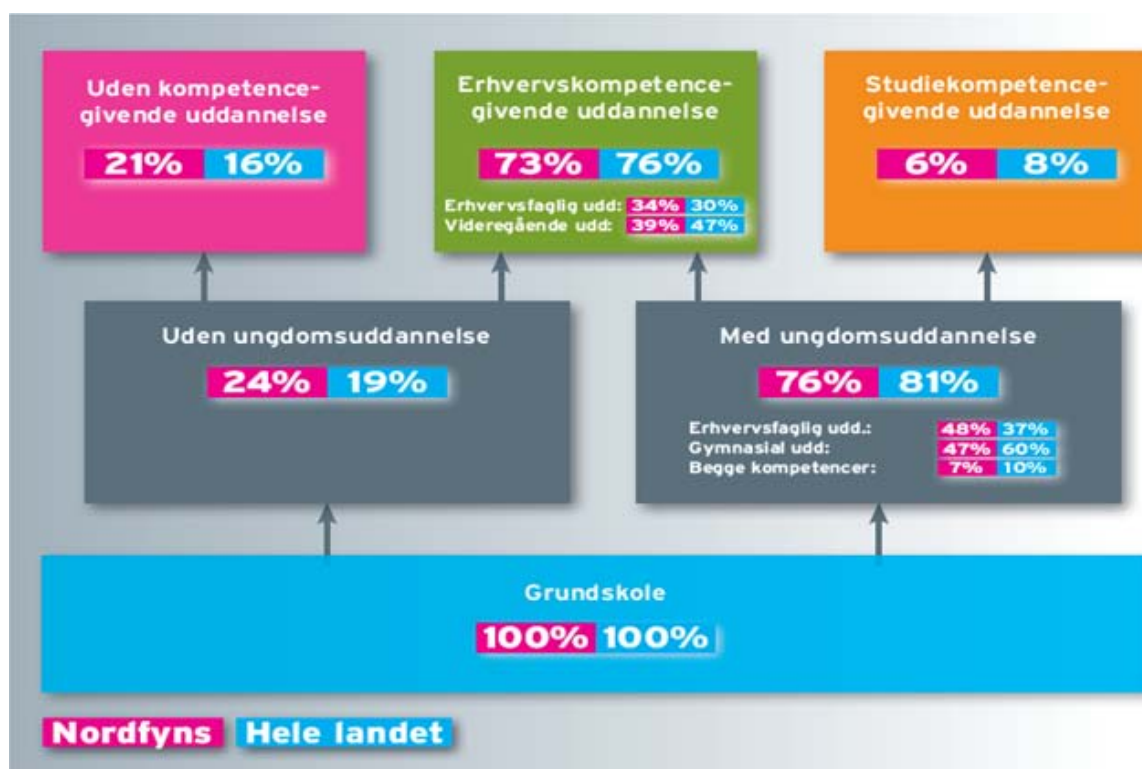 Uden kompetence-
givende uddannelse
21% 16%
Erhvervskompetence-
givende uddannelse
73% 76%
Erhvervsfaglig udd: 34% 30%
Videregående udd: 39% 47%
Studiekompetence-
givende uddannelse
6% 8%
Uden ungdomsuddannelse
24% 19%
Med ungdomsuddannelse
76% 81%
Erhvervsfaglig udd.: 48% 37%
Gymnasial udd: 47% 60%
Begge kompetencer: 7% 10%
Grundskole
100% 100%
Nordfyns Hele landet